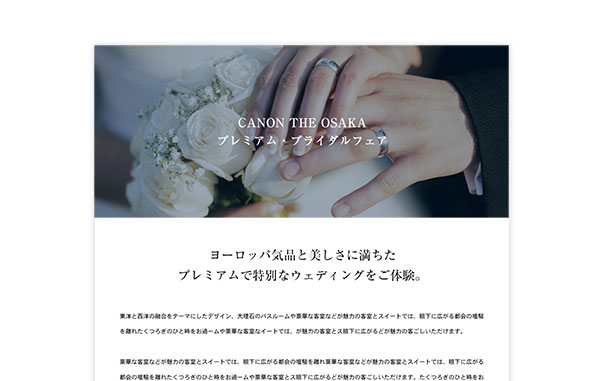 CANON THE OSAKA
プレミアム・ブライダルフェア
ヨーロッパ気品と美しさに満ちた
プレミアムで特別なウェディングをご体験。
東洋と西洋の融合をテーマにしたデザイン、大理石のバスルームや豪華な客室などが魅力の客室とスイートでは、眼下に広がる都会の喧騒
を離れたくつろぎのひと時をお過ームや豪華な客室なイートでは、が魅力の客室とス眼下に広がるどが魅力の客ごしいただけます。
豪華な客室などが魅力の客室とスイートでは、眼下に広がる都会の喧騒を離れ豪華な客室などが魅力の客室とスイートでは、眼下に広がる
都会の喧騒を離れたくつろぎのひと時をお過ームや豪華な客室とス眼下に広がるどが魅力の客ごしいただけます。たくつろぎのひと時をお